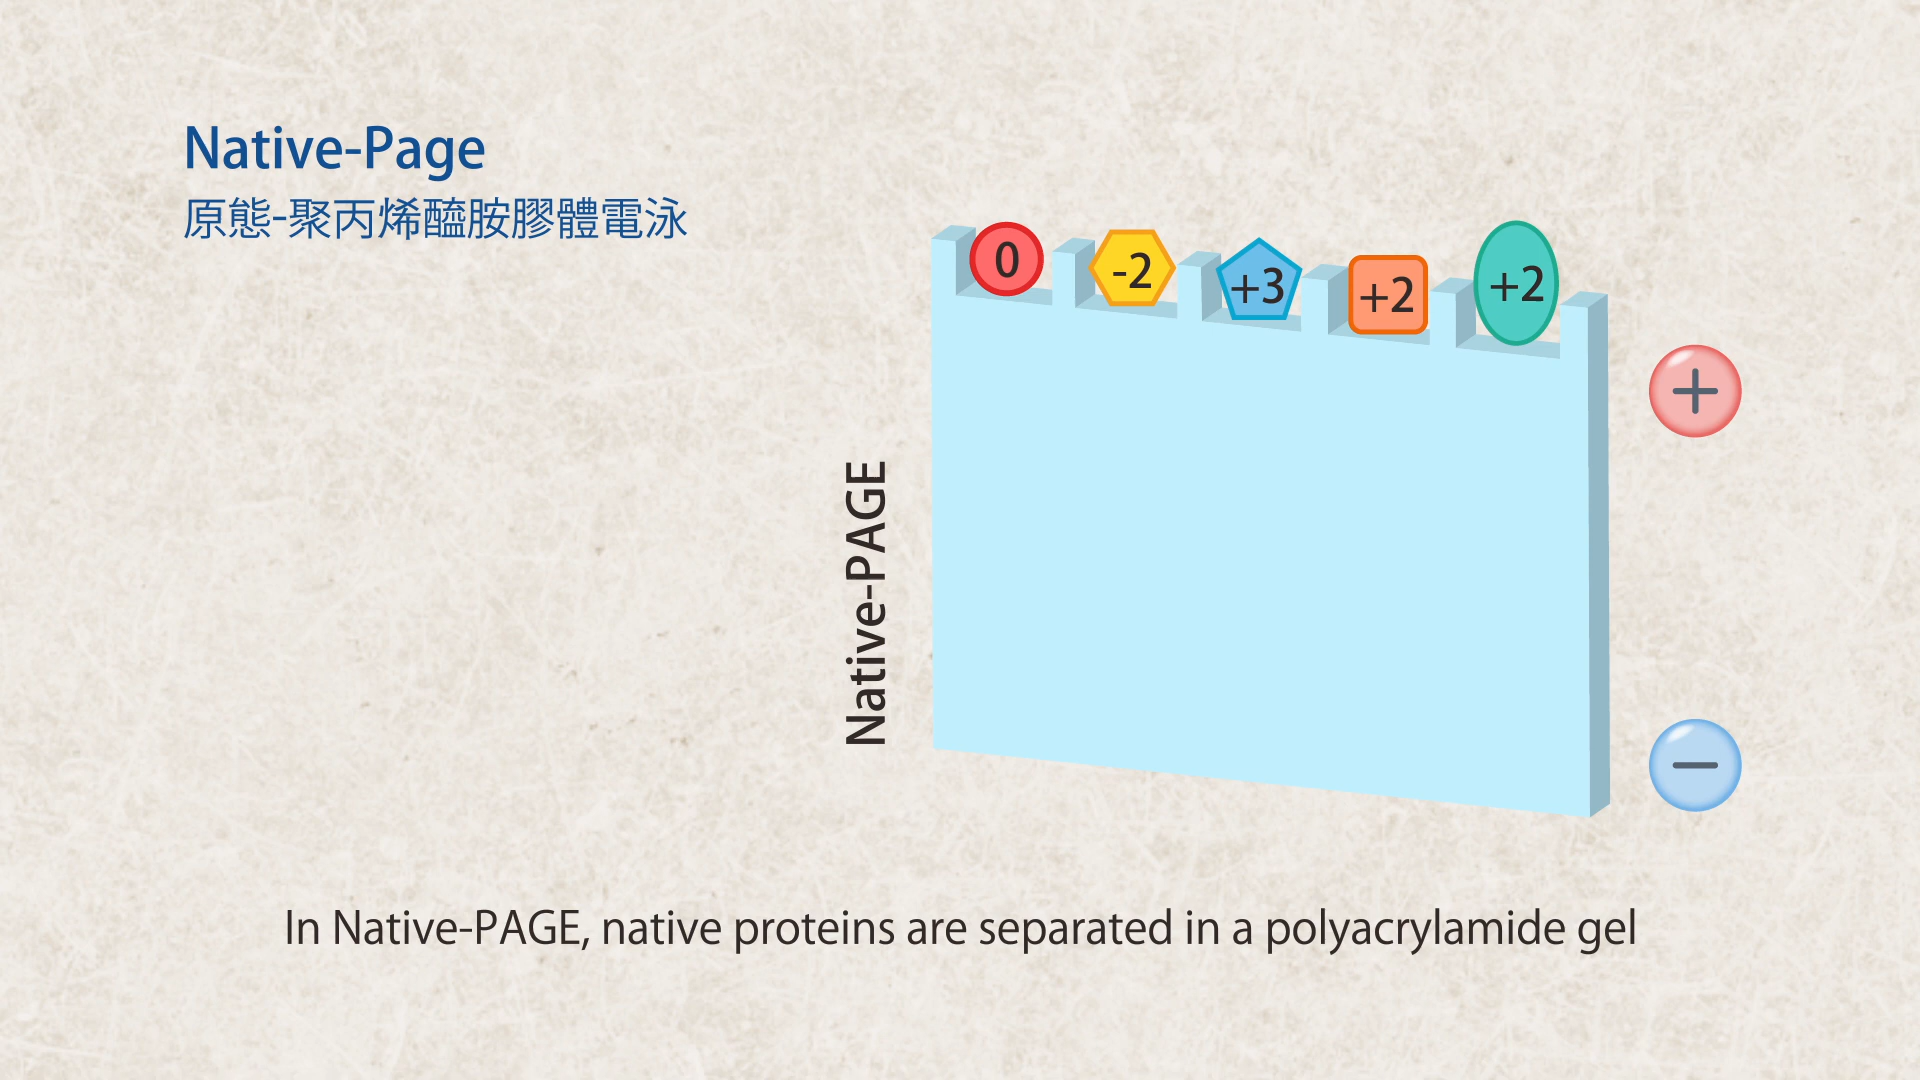 Native-Page
原態-聚丙烯醯胺膠體電泳
0
-2
+3
+2
+2
+
Native-PAGE
−
In Native-PAGE, native proteins are separated in a polyacrylamide gel